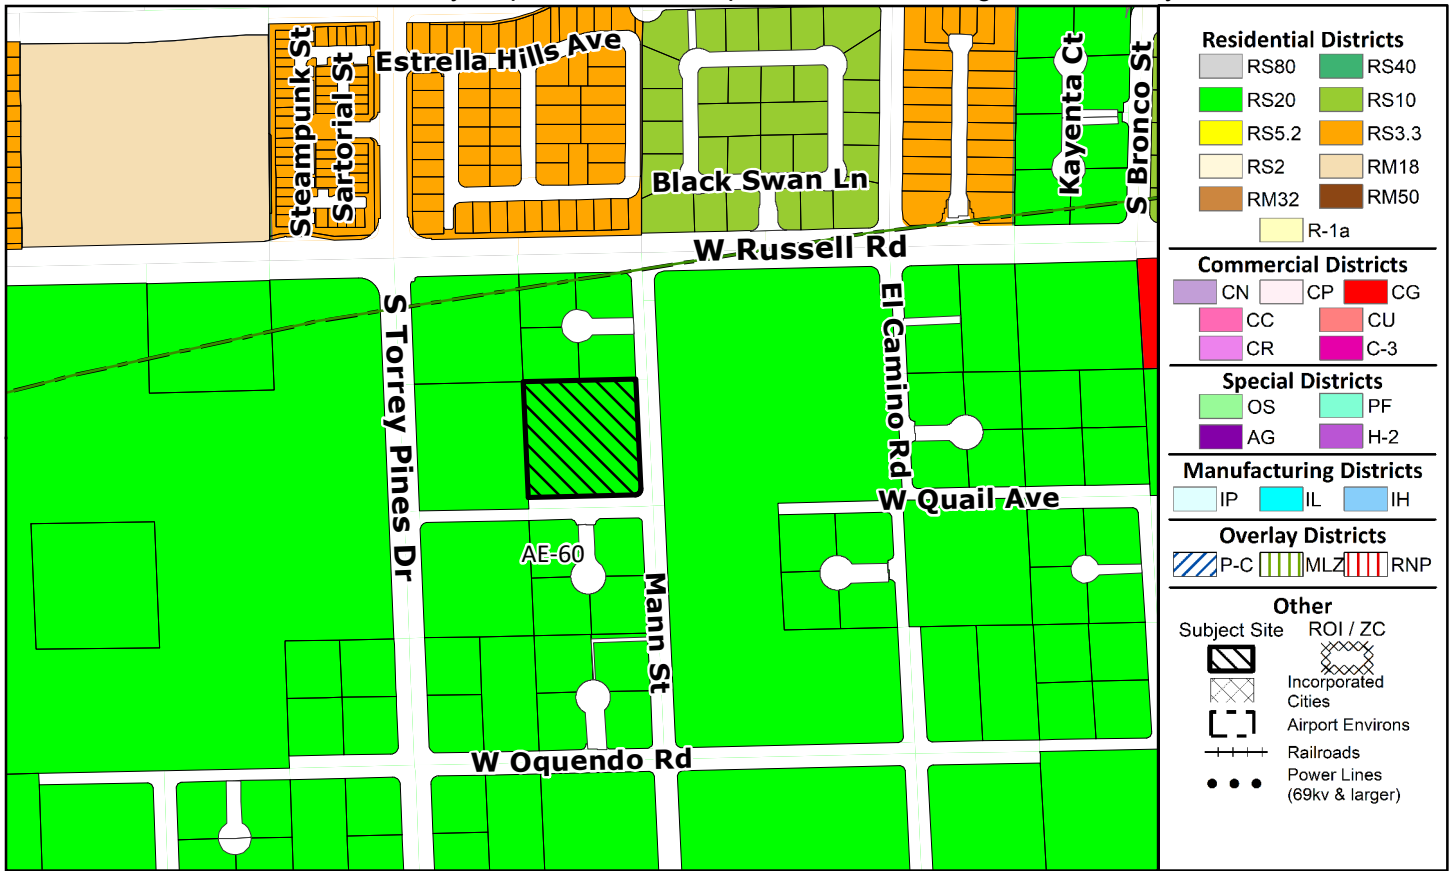 Steampunk St
Sartorial St
Estrella Hills Ave
Black Swan Ln
Kayenta Ct
S Bronco St
W Russell Rd
S Torrey Pines Dr
El Camino Rd
W Quail Ave
AE-60
Mann St
W Oquendo Rd
Residential Districts
RS80 RS40
RS20 RS10
RS5.2 RS3.3
RS2 RM18
RM32 RM50
R-1a
Commercial Districts
CN CP CG
CC CU
CR C-3
Special Districts
OS PF
AG H-2
Manufacturing Districts
IP IL IH
Overlay Districts
P-C MLZ RNP
Other
Subject Site ROI / ZC
Incorporated
Cities
Airport Environs
Railroads
Power Lines
(69kv & larger)